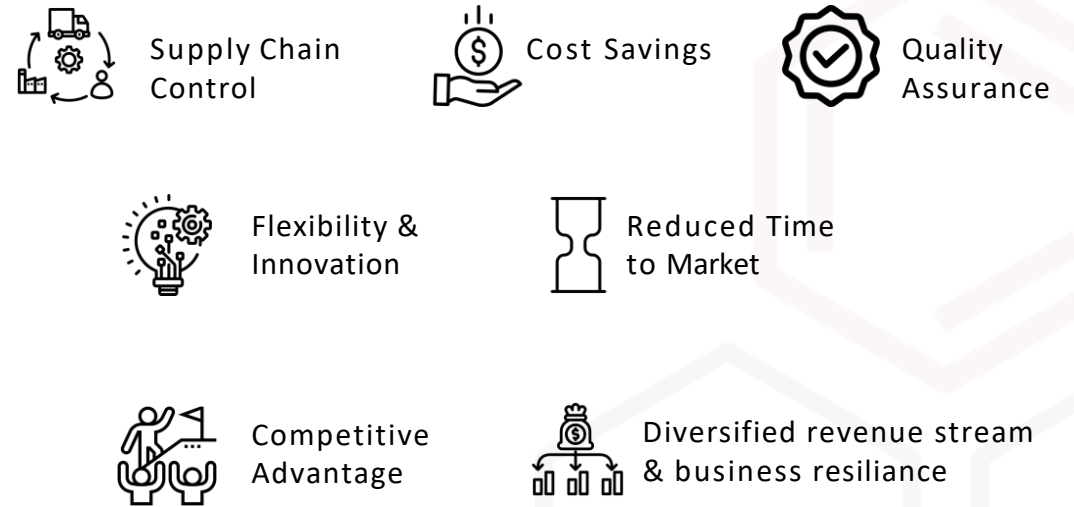 Supply Chain
Control
Cost Savings
Quality
Assurance
Flexibility &
Innovation
Reduced Time
to Market
Competitive
Advantage
Diversified revenue stream
& business resiliance